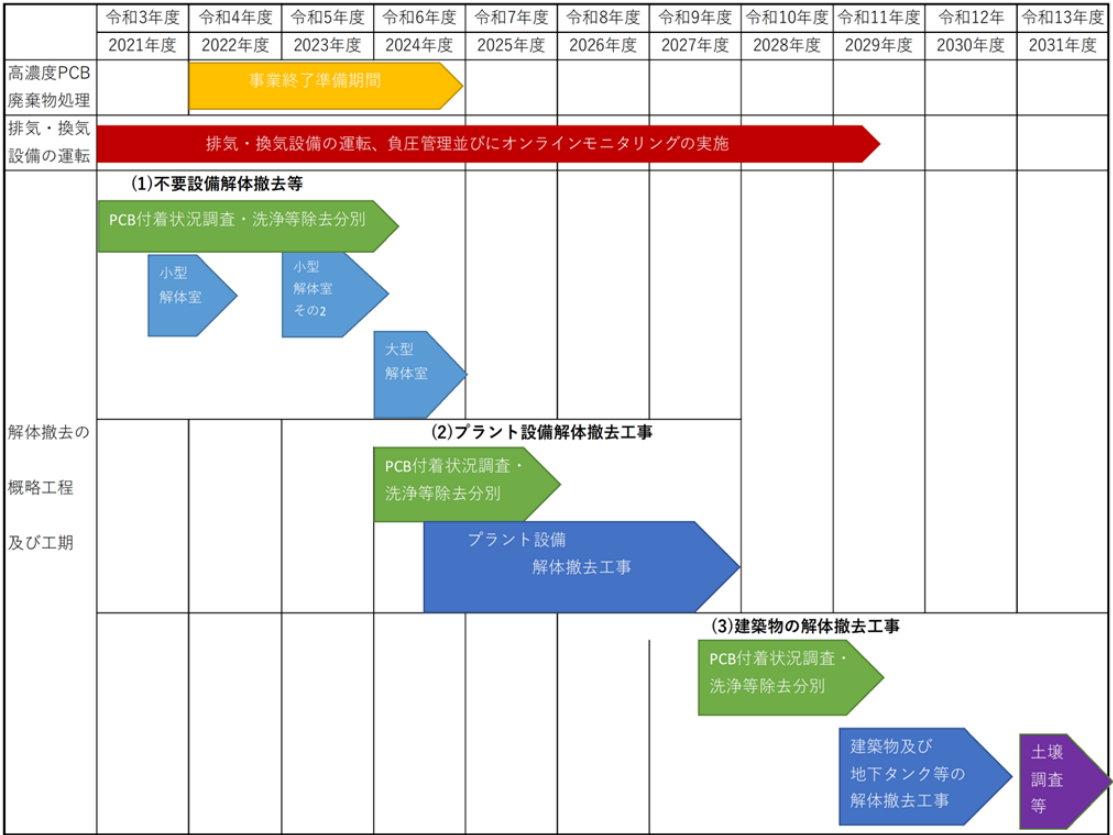 令和3年度 令和4年度 令和5年度 令和6年度 令和7年度 令和8年度 令和9年度 令和10年度 令和11年度 令和12年 令和13年度
2021年度 2022年度 2023年度 2024年度 2025年度 2026年度 2027年度 2028年度 2029年度 2030年度 2031年度
高濃度PCB
廃棄物処理
事業終了準備期間
排気・換気
設備の運転
排気・換気設備の運転、負圧管理並びにオンラインモニタリングの実施
解体撤去の
概略工程
及び工期
(1)不要設備解体撤去等
PCB付着状況調査・洗浄等除去分別
小型
解体室
小型
解体室
その2
大型
解体室
(2)プラント設備解体撤去工事
PCB付着状況調査・
洗浄等除去分別
プラント設備
解体撤去工事
(3)建築物の解体撤去工事
PCB付着状況調査・
洗浄等除去分別
建築物及び
地下タンク等の
解体撤去工事
土壌
調査
等